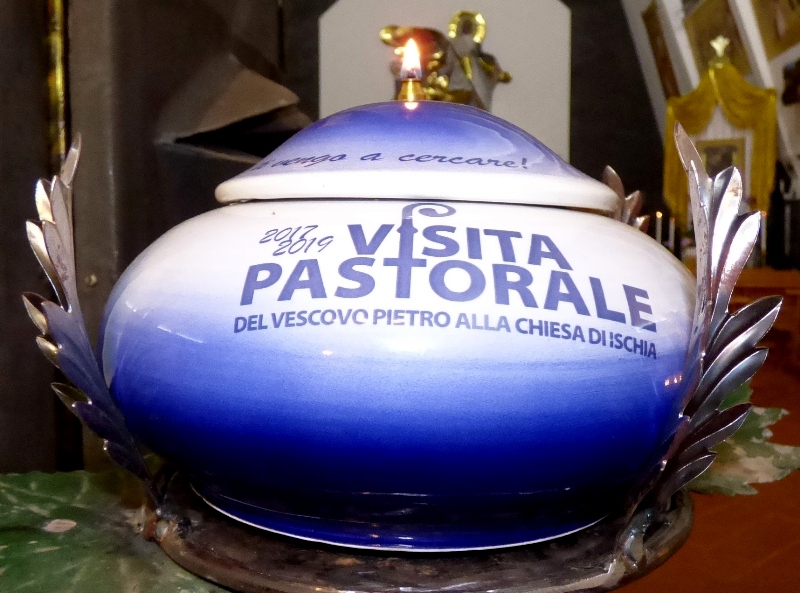 vengo a cercare!
2017
2019
VISITA
PASTORALE
DEL VESCOVO PIETRO ALLA CHIESA DI ISCHIA